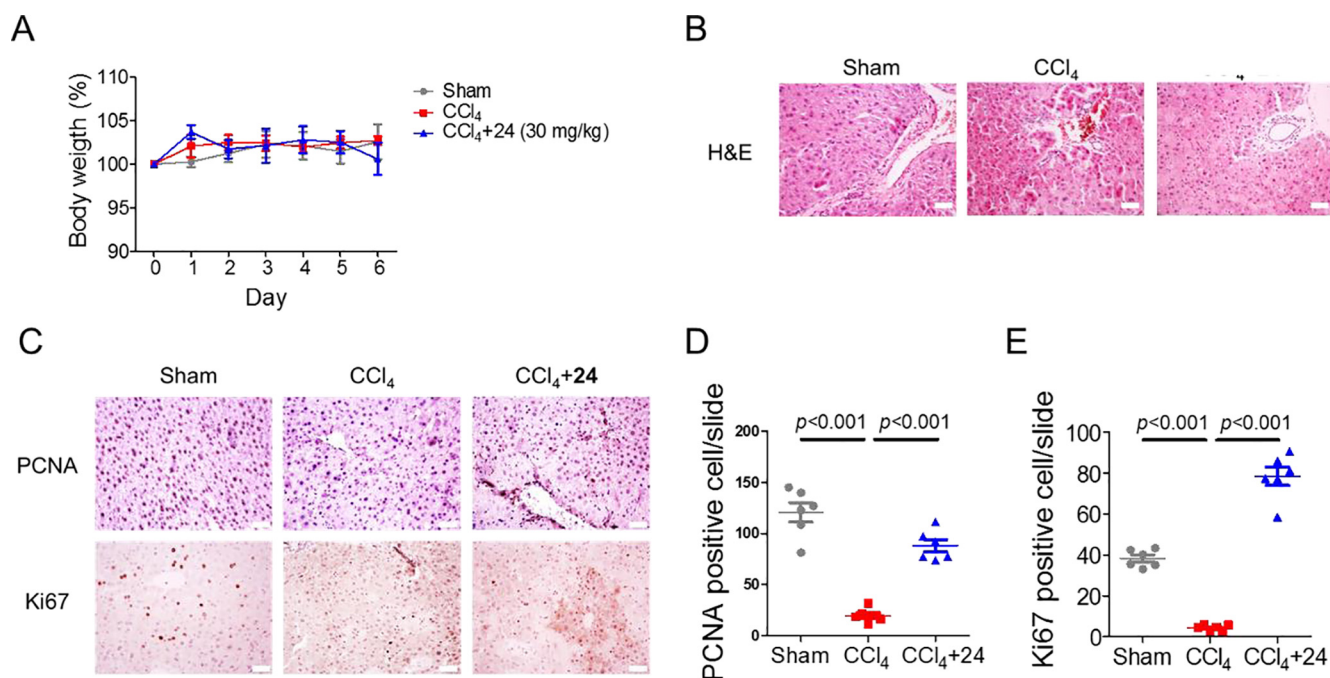 A
Body weigth (%)
110
105
100
95
90
0 1 2 3 4 5 6
Day
Sham
CCl₄
CCl₄+24 (30 mg/kg)
B
Sham
CCl₄
H&E
C
Sham
CCl₄
CCl₄+24
PCNA
Ki67
D
PCNA positive cell/slide
p<0.001
p<0.001
200
150
100
50
0
Sham
CCl₄
CCl₄+24
E
Ki67 positive cell/slide
p<0.001
p<0.001
100
80
60
40
20
0
Sham
CCl₄
CCl₄+24